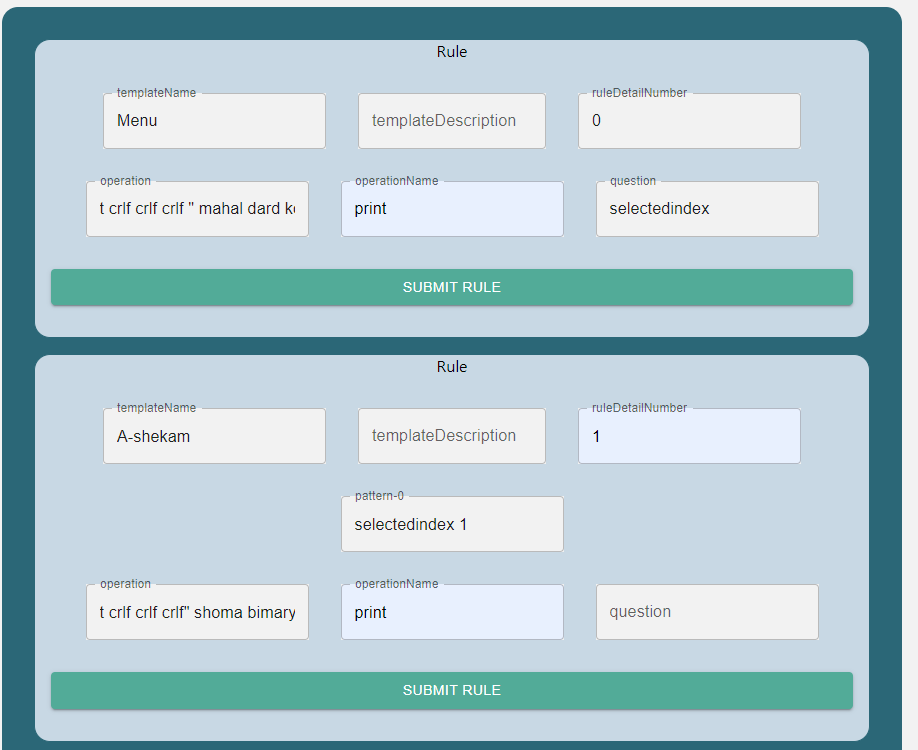 Rule
templateName
Menu
templateDescription
ruleDetailNumber
0
operation
t crlf crlf crlf " mahal dard
operationName
print
question
selectedindex
SUBMIT RULE
Rule
templateName
A-shekam
templateDescription
ruleDetailNumber
1
pattern-0
selectedindex 1
operation
t crlf crlf crlf" shoma bimary
operationName
print
question
SUBMIT RULE